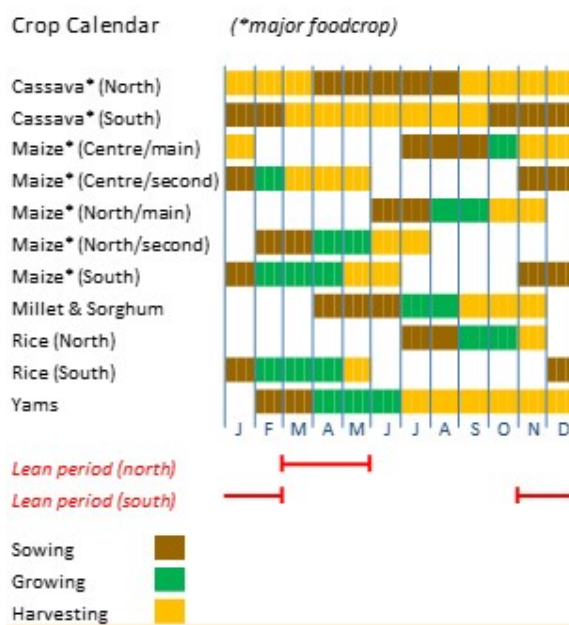 Crop Calendar (*major foodcrop)
Cassava* (North)
Cassava* (South)
Maize* (Centre/main)
Maize* (Centre/second)
Maize* (North/main)
Maize* (North/second)
Maize* (South)
Millet & Sorghum
Rice (North)
Rice (South)
Yams
J F M A M J J A S O N D
Lean period (north)
Lean period (south)
Sowing
Growing
Harvesting